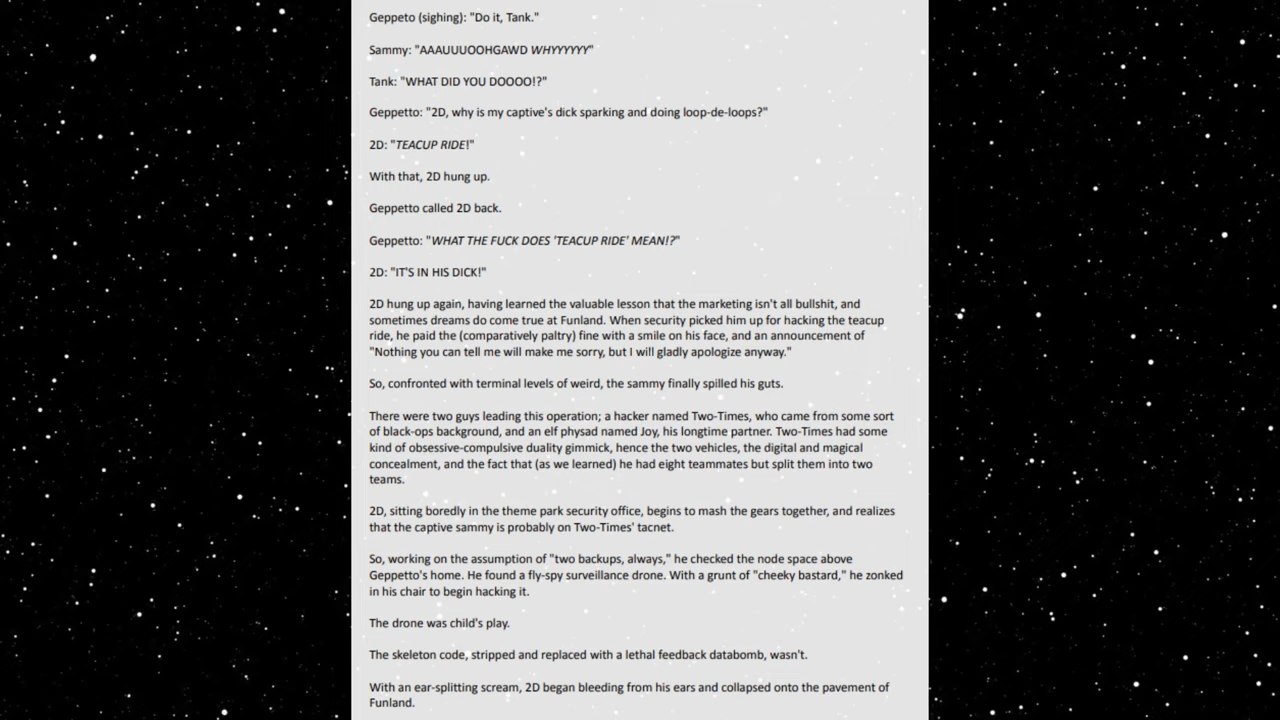 Geppeto (sighing): "Do it, Tank."
Sammy: "AAAUUUOOHGAWD WHYYYYYY"
Tank: "WHAT DID YOU DOOOO!?"
Geppetto: "2D, why is my captive's dick sparking and doing loop-de-loops?"
2D: "TEACUP RIDE!"
With that, 2D hung up.
Geppetto called 2D back.
Geppetto: "WHAT THE FUCK DOES 'TEACUP RIDE' MEAN!?"
2D: "IT'S IN HIS DICK!"
2D hung up again, having learned the valuable lesson that the marketing isn't all bullshit, and
sometimes dreams do come true at Funland. When security picked him up for hacking the teacup
ride, he paid the (comparatively paltry) fine with a smile on his face, and an announcement of
"Nothing you can tell me will make me sorry, but I will gladly apologize anyway."
So, confronted with terminal levels of weird, the sammy finally spilled his guts.
There were two guys leading this operation; a hacker named Two-Times, who came from some sort
of black-ops background, and an elf physad named Joy, his longtime partner. Two-Times had some
kind of obsessive-compulsive duality gimmick, hence the two vehicles, the digital and magical
concealment, and the fact that (as we learned) he had eight teammates but split them into two
teams.
2D, sitting boredly in the theme park security office, begins to mash the gears together, and realizes
that the captive sammy is probably on Two-Times' tacnet.
So, working on the assumption of "two backups, always," he checked the node space above
Geppetto's home. He found a fly-spy surveillance drone. With a grunt of "cheeky bastard," he zonked
in his chair to begin hacking it.
The drone was child's play.
The skeleton code, stripped and replaced with a lethal feedback databomb, wasn't.
With an ear-splitting scream, 2D began bleeding from his ears and collapsed onto the pavement of
Funland.